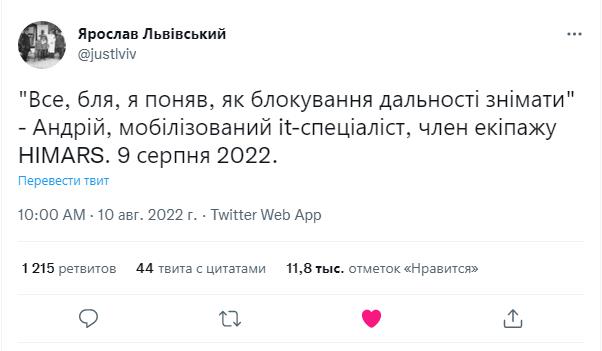 Ярослав Львівський
@justlviv
"Все, бля, я поняв, як блокування дальності знімати"
- Андрій, мобілізований it-спеціаліст, член екіпажу
HIMARS. 9 серпня 2022.
Перевести твит
10:00 AM · 10 авг. 2022 г. · Twitter Web App
1 215 ретвитов 44 твита с цитатами 11,8 тыс. отметок «Нравится»